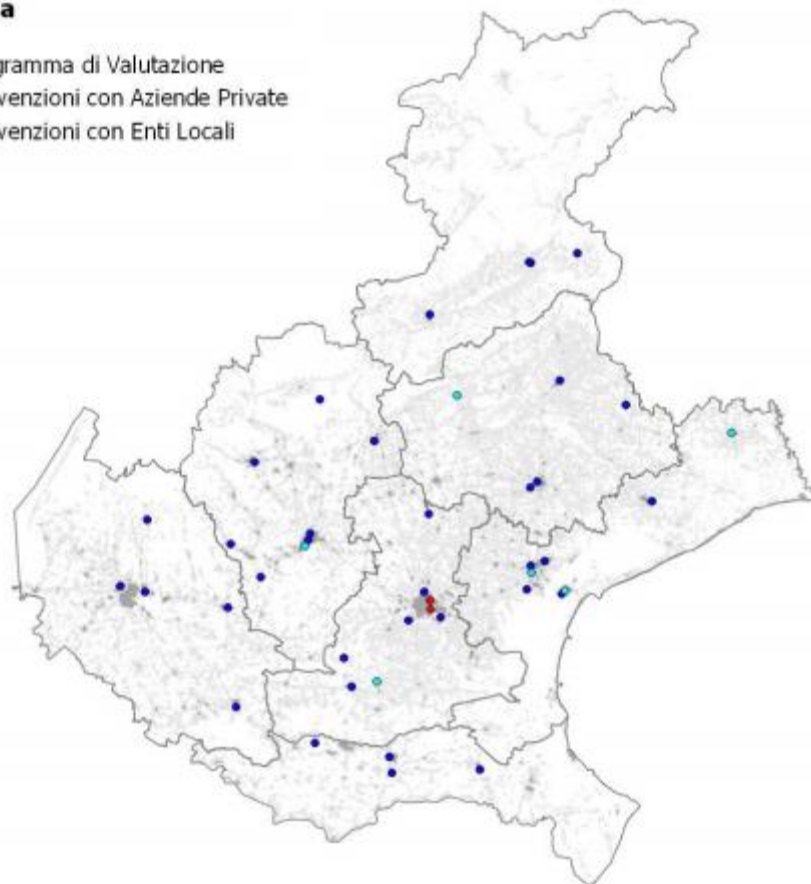 a
gramma di Valutazione
venzioni con Aziende Private
venzioni con Enti Locali